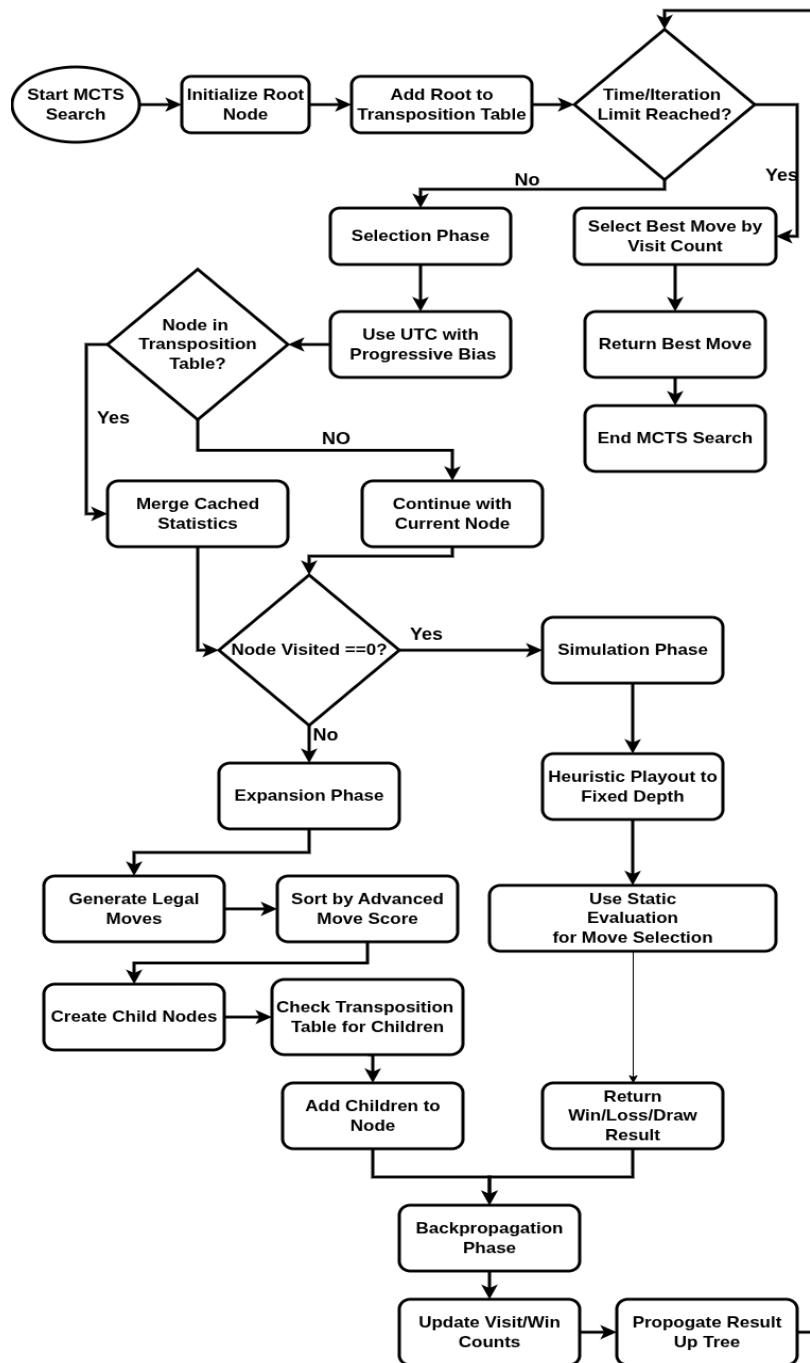 Start MCTS
Search
Initialize Root
Node
Add Root to
Transposition Table
Time/Iteration
Limit Reached?
No
Yes
Selection Phase
Select Best Move by
Visit Count
Node in
Transposition
Table?
Use UTC with
Progressive Bias
Return Best Move
Yes
NO
End MCTS Search
Merge Cached
Statistics
Continue with
Current Node
Node Visited ==0?
Yes
Simulation Phase
No
Expansion Phase
Heuristic Playout to
Fixed Depth
Generate Legal
Moves
Sort by Advanced
Move Score
Use Static
Evaluation
for Move Selection
Create Child Nodes
Check Transposition
Table for Children
Add Children to
Node
Return
Win/Loss/Draw
Result
Backpropagation
Phase
Update Visit/Win
Counts
Propogate Result
Up Tree